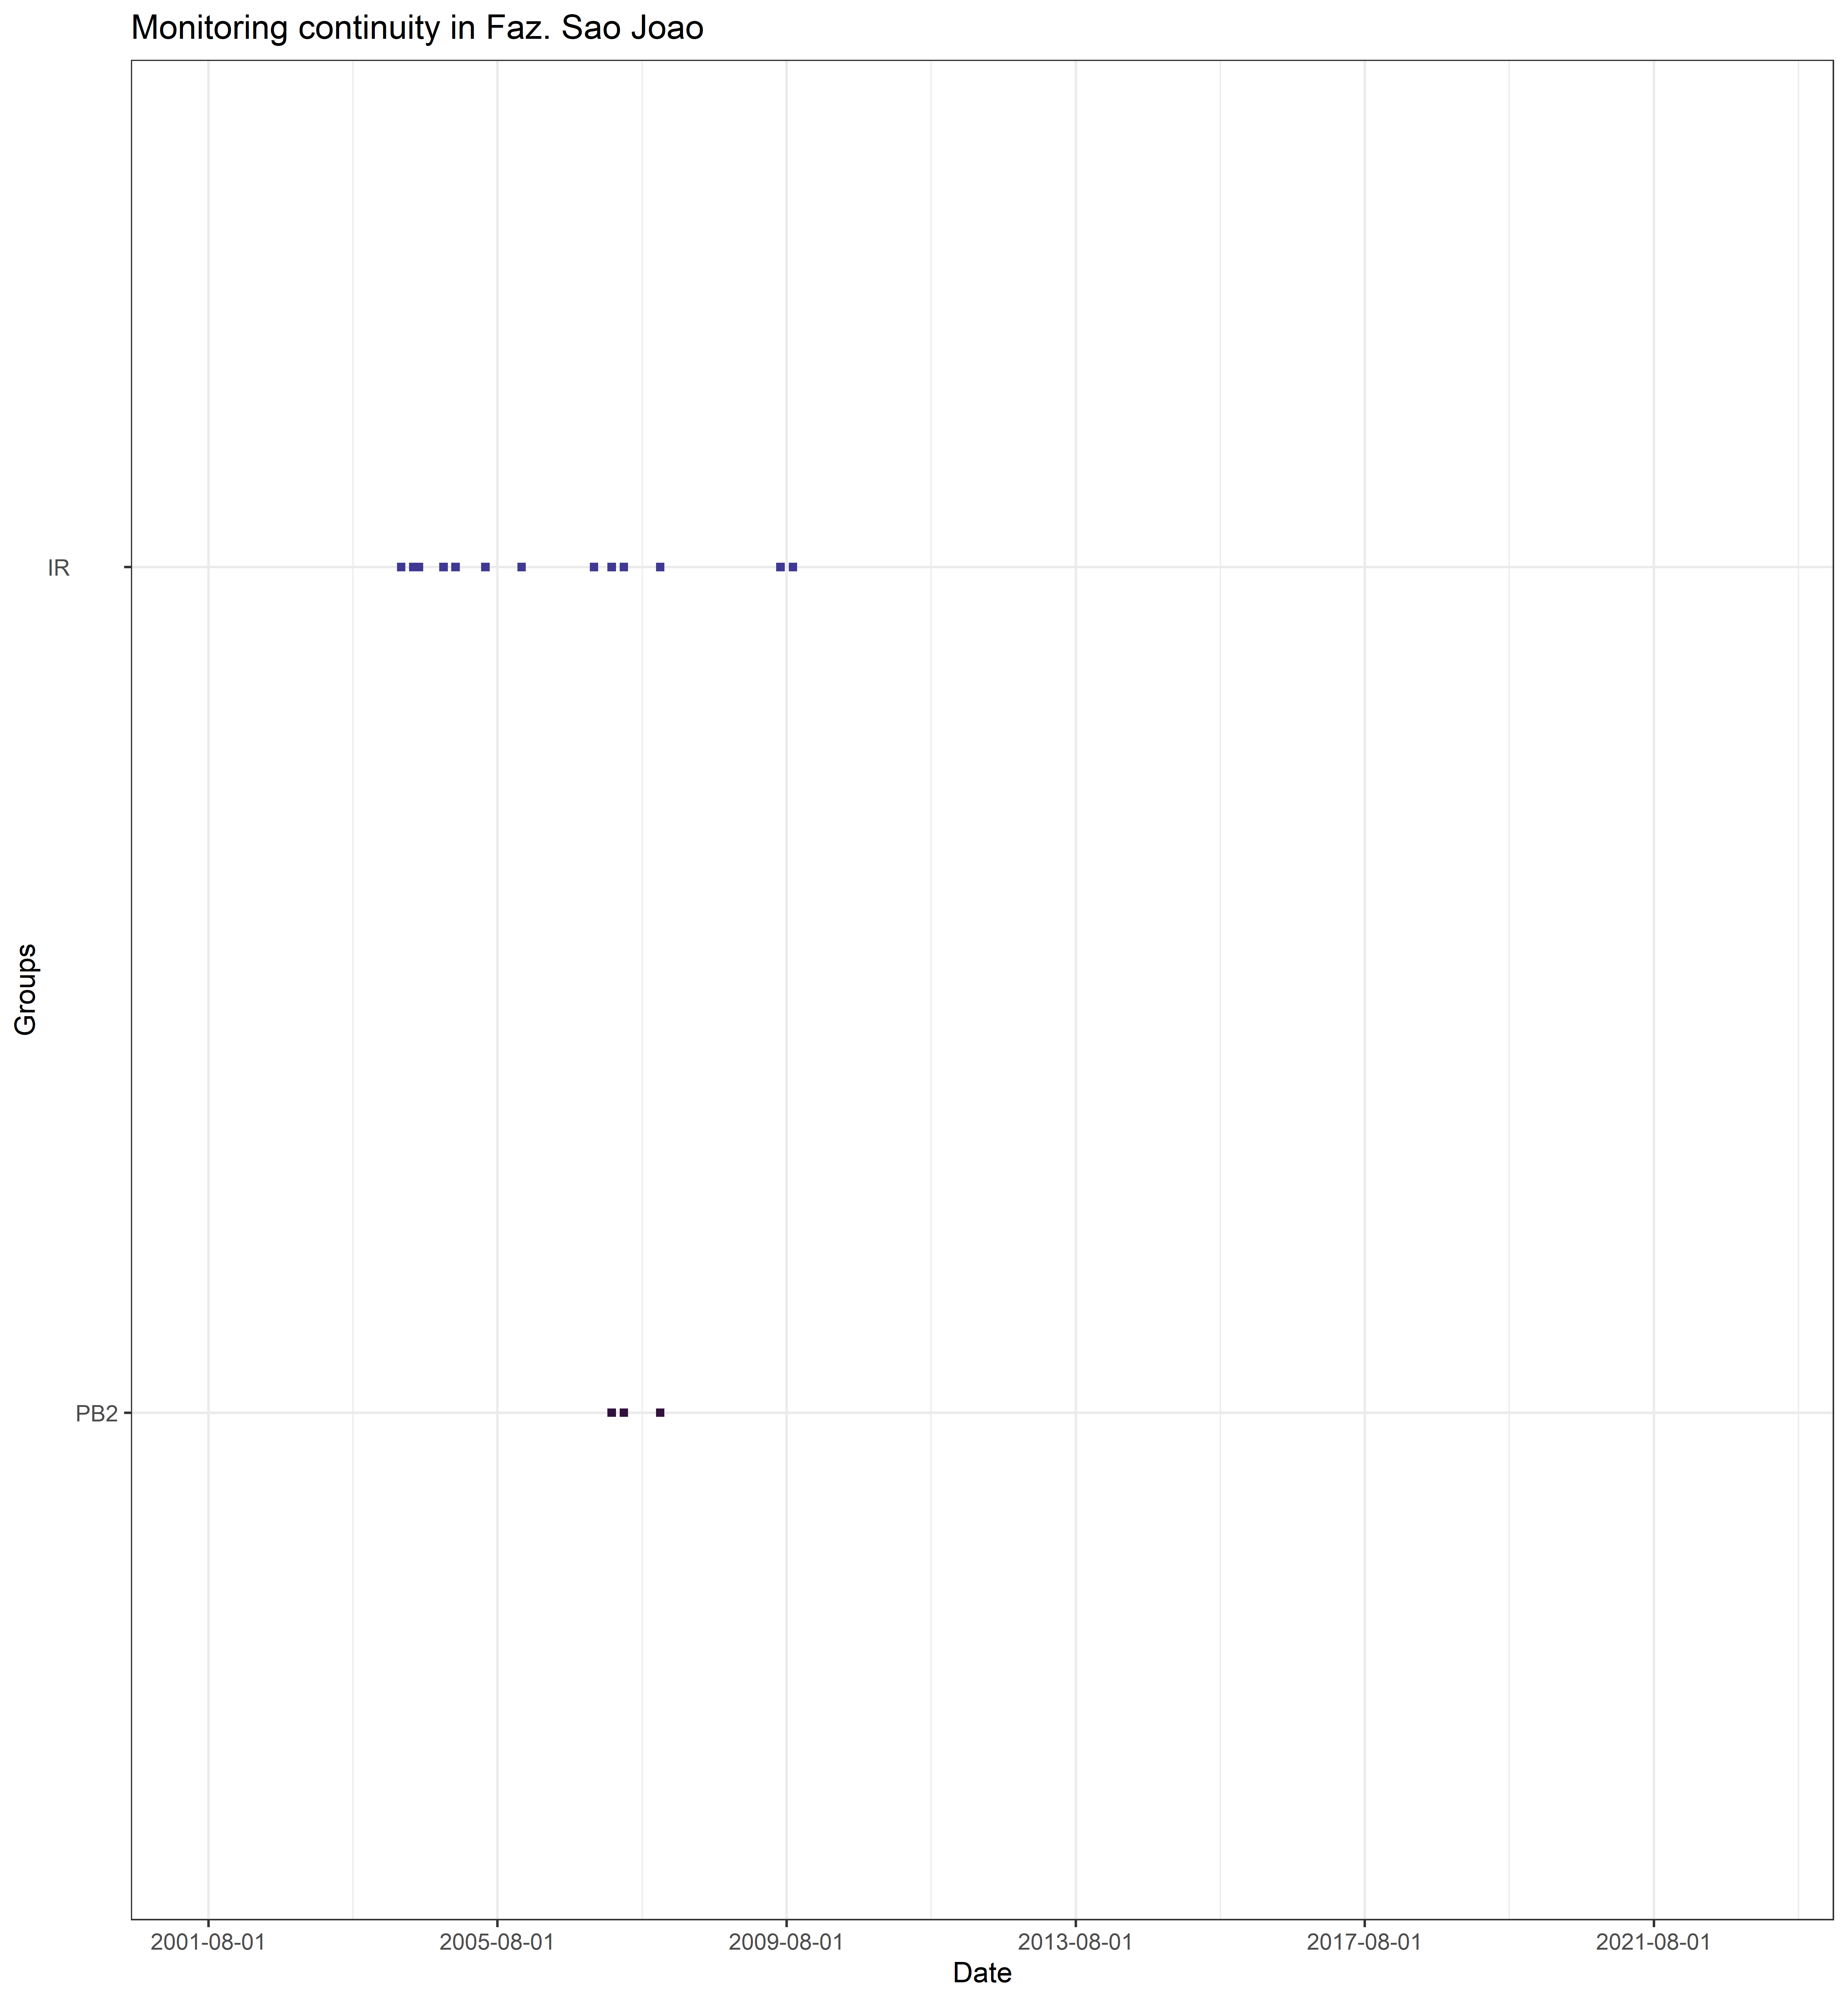 Monitoring continuity in Faz. Sao Joao
IR
Groups
PB2
2001-08-01 2005-08-01 2009-08-01 2013-08-01 2017-08-01 2021-08-01
Date